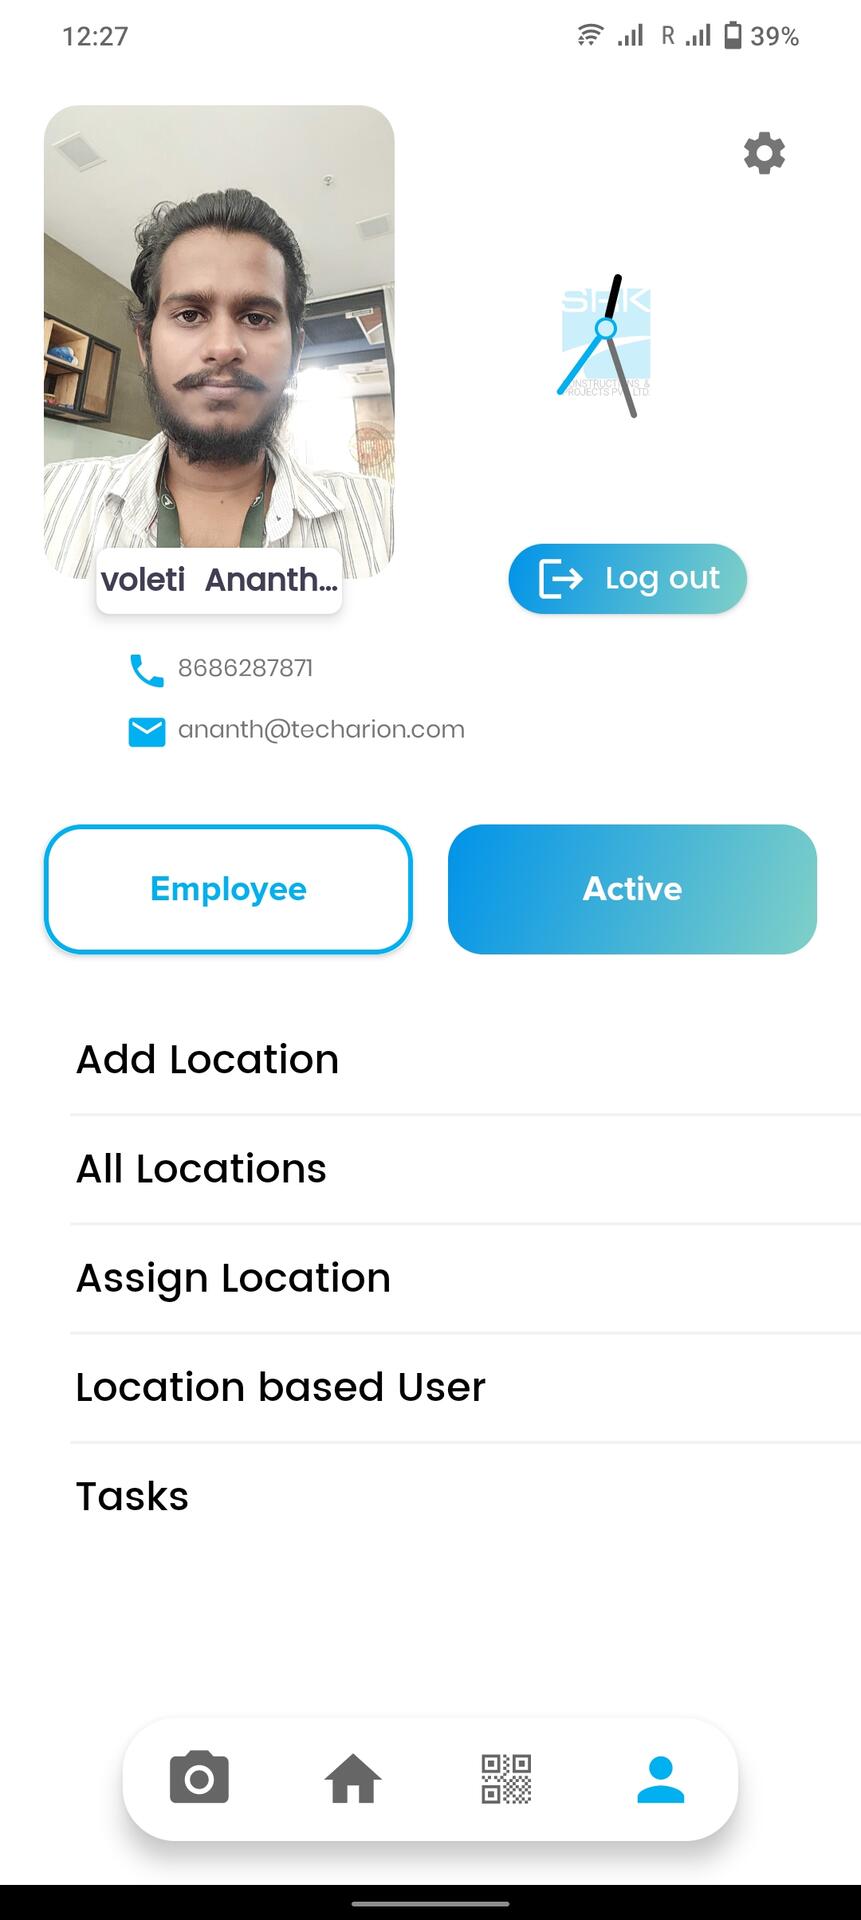 12:27
R 39%
SRK
voleti Ananth...
Log out
8686287871
ananth@techarion.com
Employee
Active
Add Location
All Locations
Assign Location
Location based User
Tasks